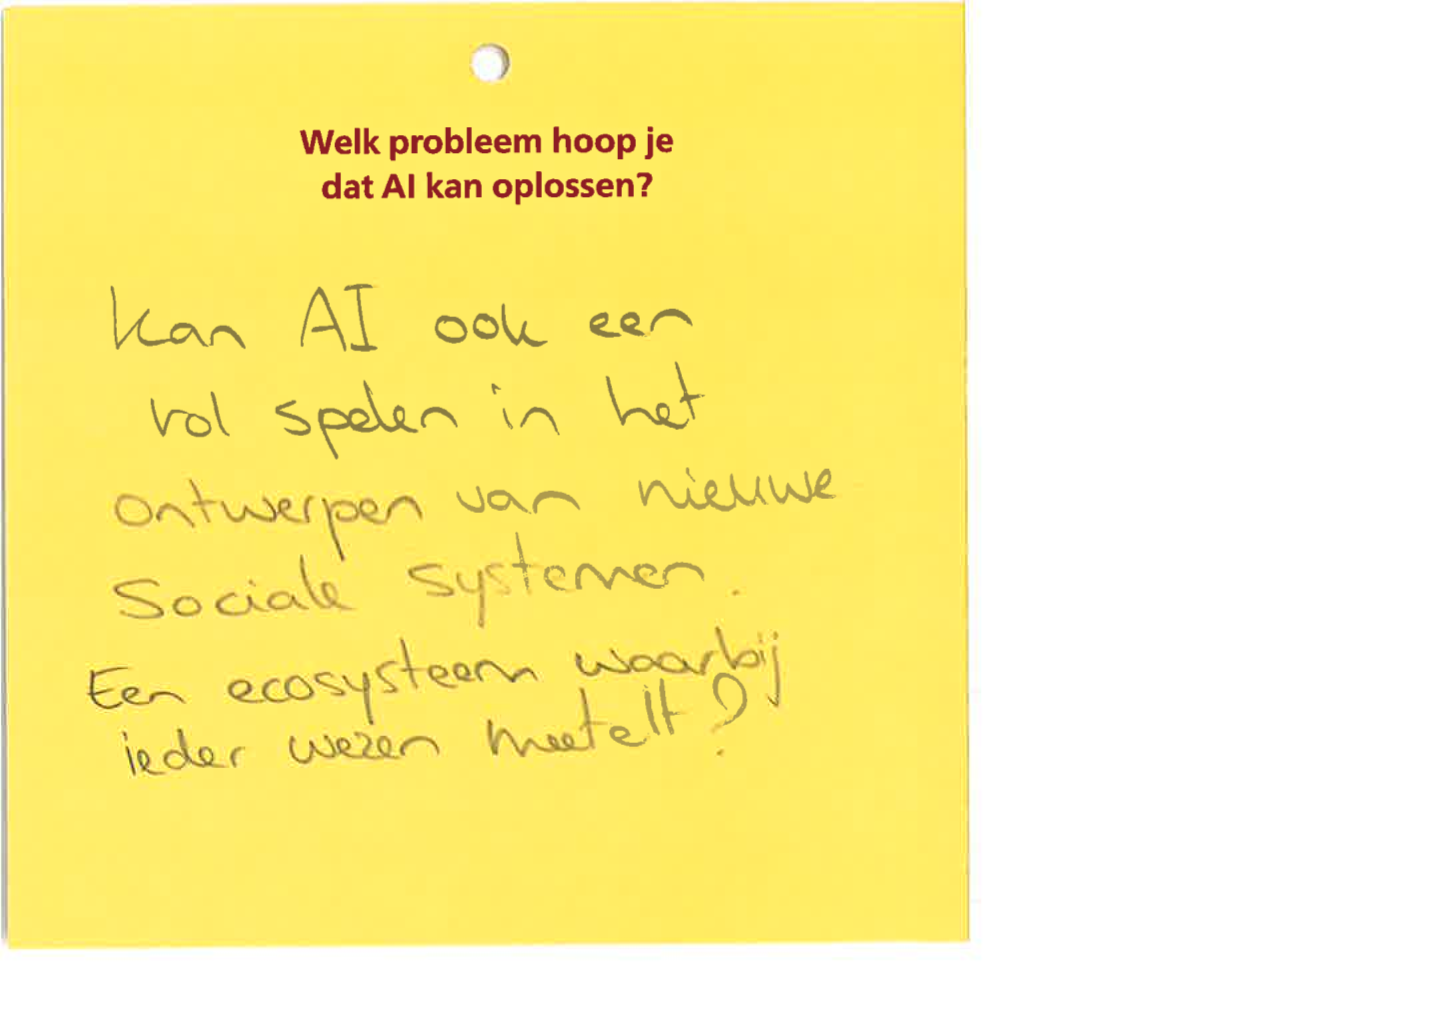 Welk probleem hoop je
dat AI kan oplossen?
Kan AI ook een
rol spelen in het
ontwerpen van nieuwe
Sociale systemen.
Een ecosysteem waarbij
ieder wezen meetelt?